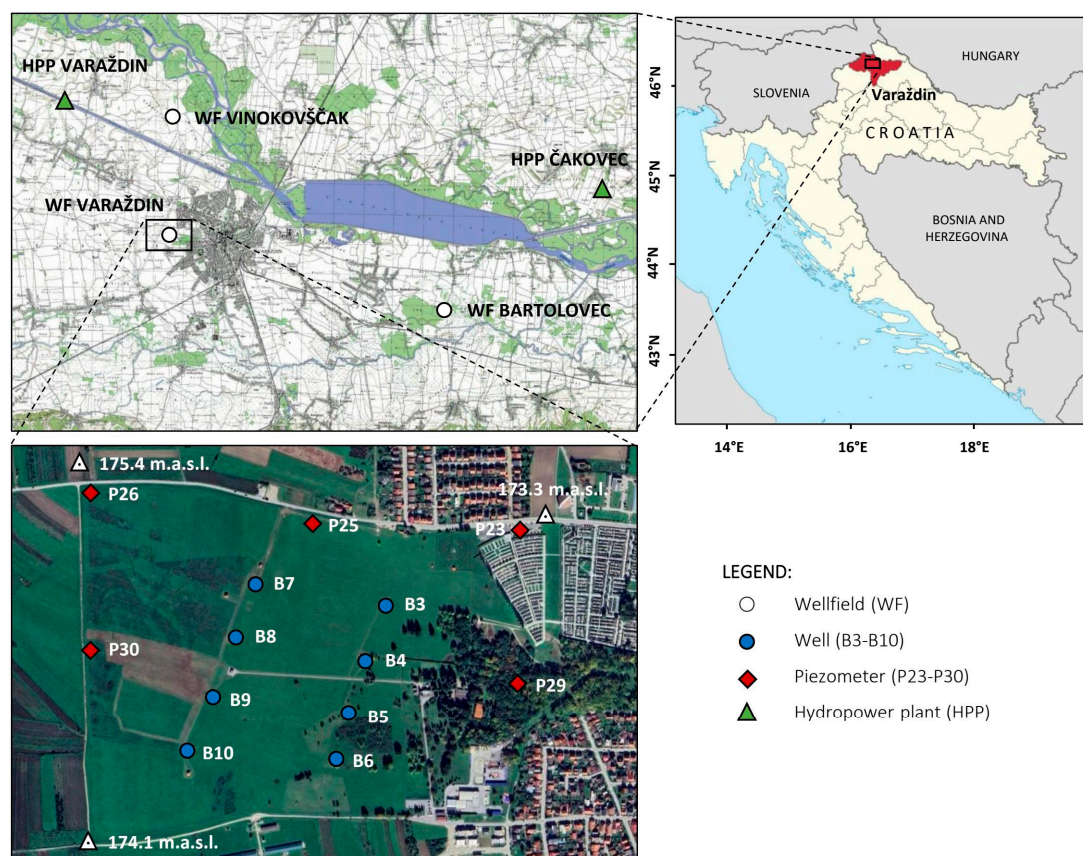 HPP VARAŽDIN
WF VINOKOVŠČAK
HPP ČAKOVEC
WF VARAŽDIN
WF BARTOLOVEC
HUNGARY
SLOVENIA
Varaždin
CROATIA
BOSNIA AND
HERZEGOVINA
46°N
45°N
44°N
43°N
14°E
16°E
18°E
175.4 m.a.s.l.
P26
173.3 m.a.s.l.
P25
P23
B7
B3
B8
P30
B4
P29
B9
B5
B10
B6
174.1 m.a.s.l.
LEGEND:
Wellfield (WF)
Well (B3-B10)
Piezometer (P23-P30)
Hydropower plant (HPP)